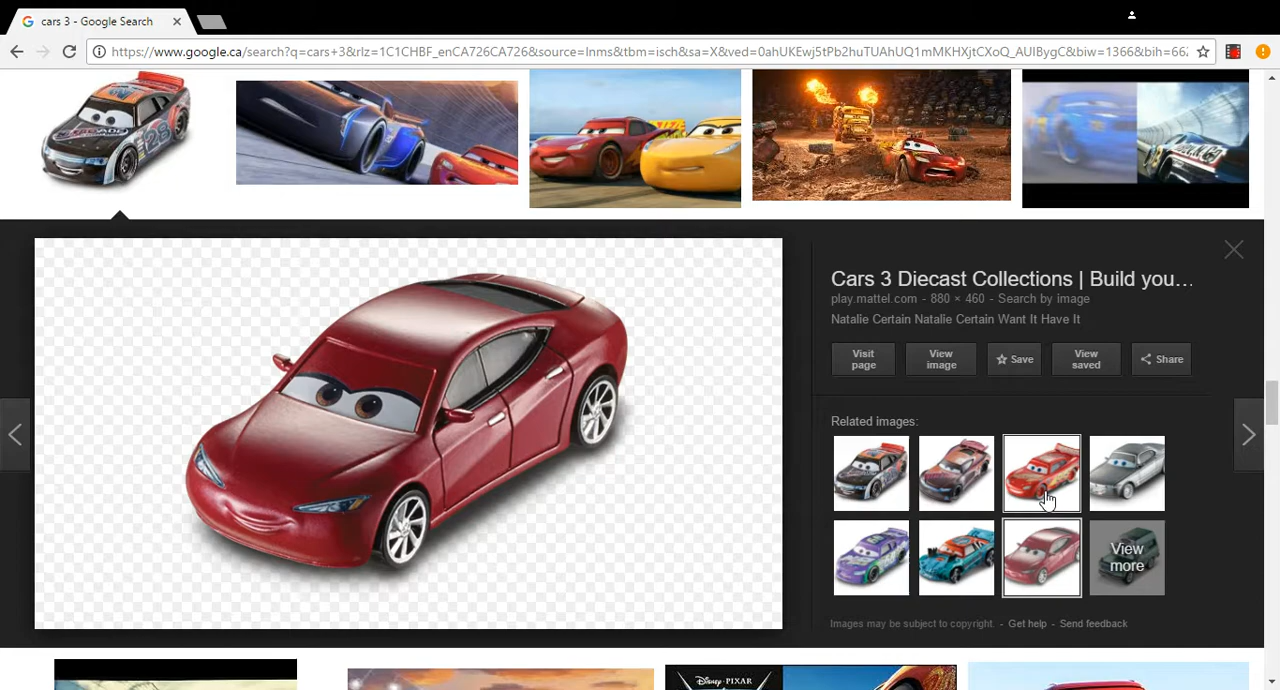 cars 3 - Google Search
https://www.google.ca/search?q=cars+3&rlz=1C1CHBF_enCA726CA726&source=lnms&tbm=isch&sa=X&ved=0ahUKEwj5tPb2huTUAhUQ1mMKHXjtCXoQ_AUIBygC&biw=1366&bih=662
28
Cars 3 Diecast Collections | Build you...
play.mattel.com - 880 × 460 - Search by image
Natalie Certain Natalie Certain Want It Have It
Visit page
View image
Save
View saved
Share
Related images:
View more
Images may be subject to copyright. - Get help - Send feedback
DISNEY · PIXAR